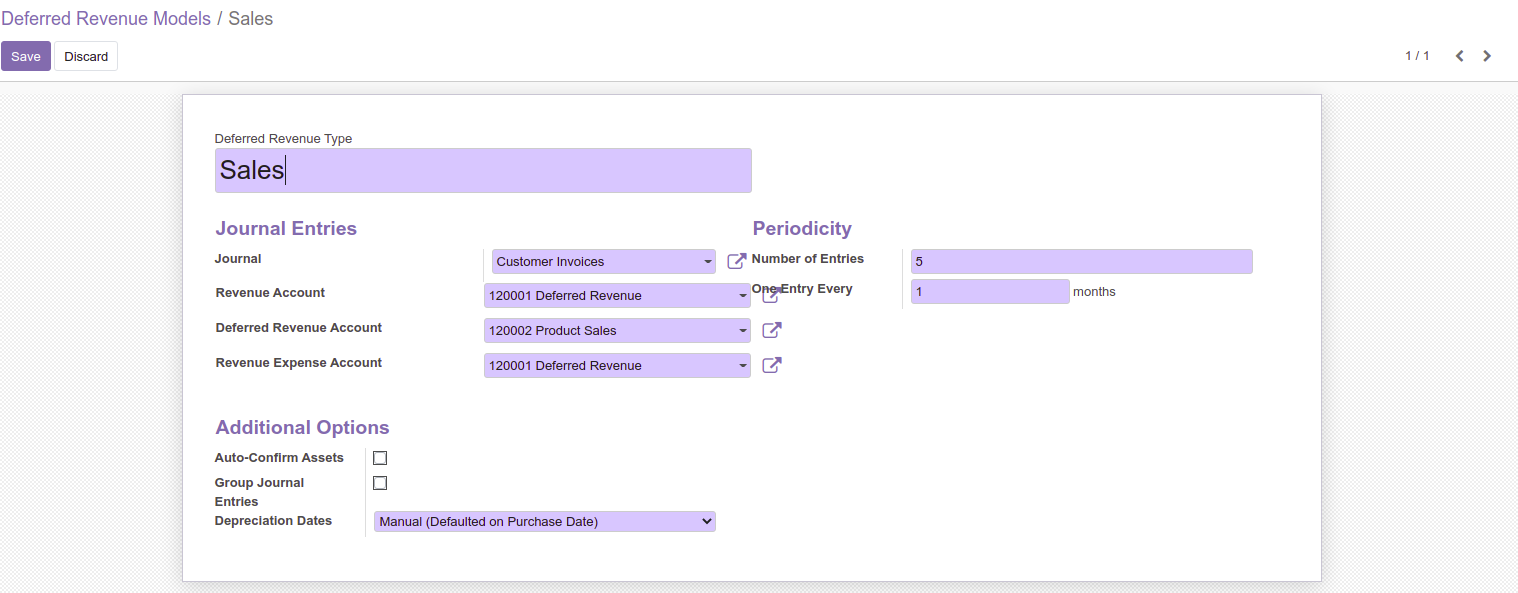 Deferred Revenue Models / Sales
Save Discard 1 / 1
Deferred Revenue Type
Sales
Journal Entries
Journal Customer Invoices
Revenue Account 120001 Deferred Revenue
Deferred Revenue Account 120002 Product Sales
Revenue Expense Account 120001 Deferred Revenue
Periodicity
Number of Entries 5
One Entry Every 1 months
Additional Options
Auto-Confirm Assets
Group Journal
Entries
Depreciation Dates Manual (Defaulted on Purchase Date)